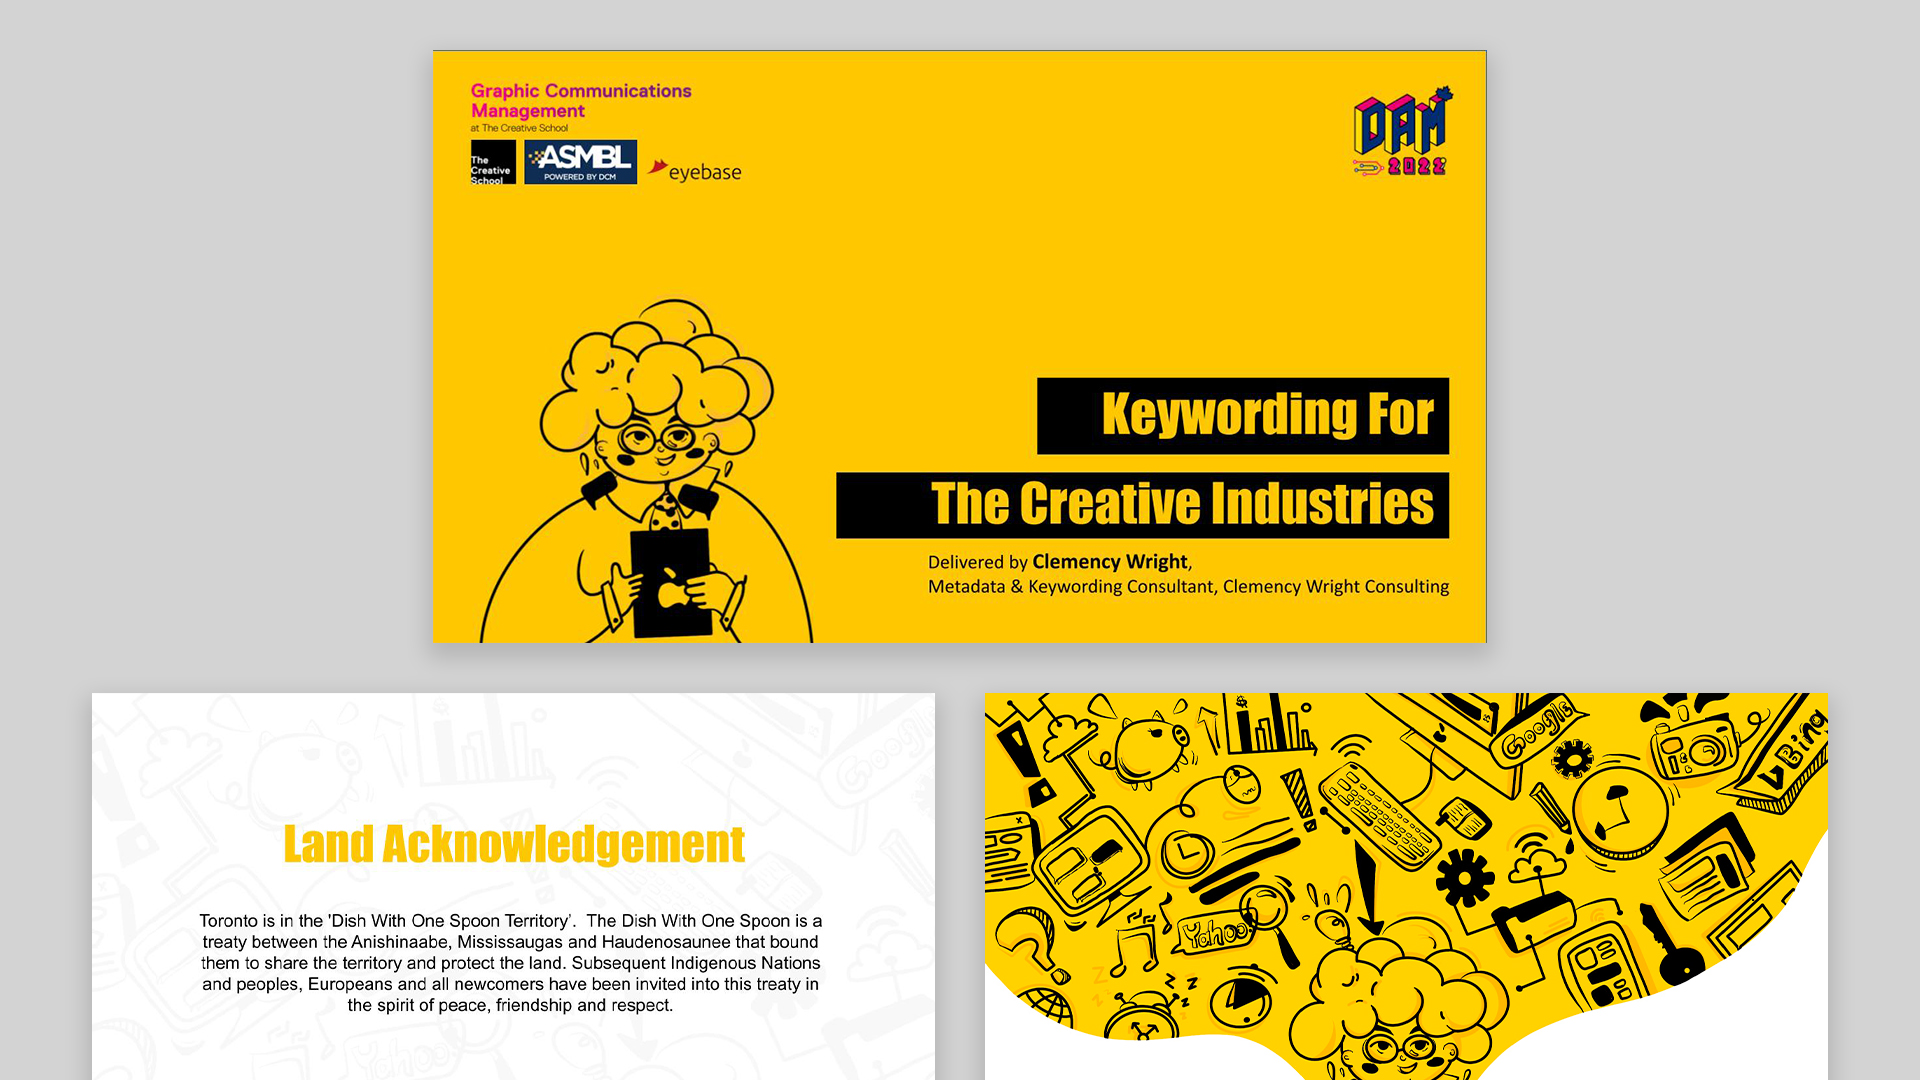 Graphic Communications
Management
at The Creative School
The
Creative
School
ASMBL
POWERED BY DCM
eyebase
DAM
2022
Keywording For
The Creative Industries
Delivered by Clemency Wright,
Metadata & Keywording Consultant, Clemency Wright Consulting
Land Acknowledgement
Toronto is in the 'Dish With One Spoon Territory'.  The Dish With One Spoon is a
treaty between the Anishinaabe, Mississaugas and Haudenosaunee that bound
them to share the territory and protect the land. Subsequent Indigenous Nations
and peoples, Europeans and all newcomers have been invited into this treaty in
the spirit of peace, friendship and respect.
Yahoo!
Google
Bing
Yahoo!
Z
Z
Z
Z
Z